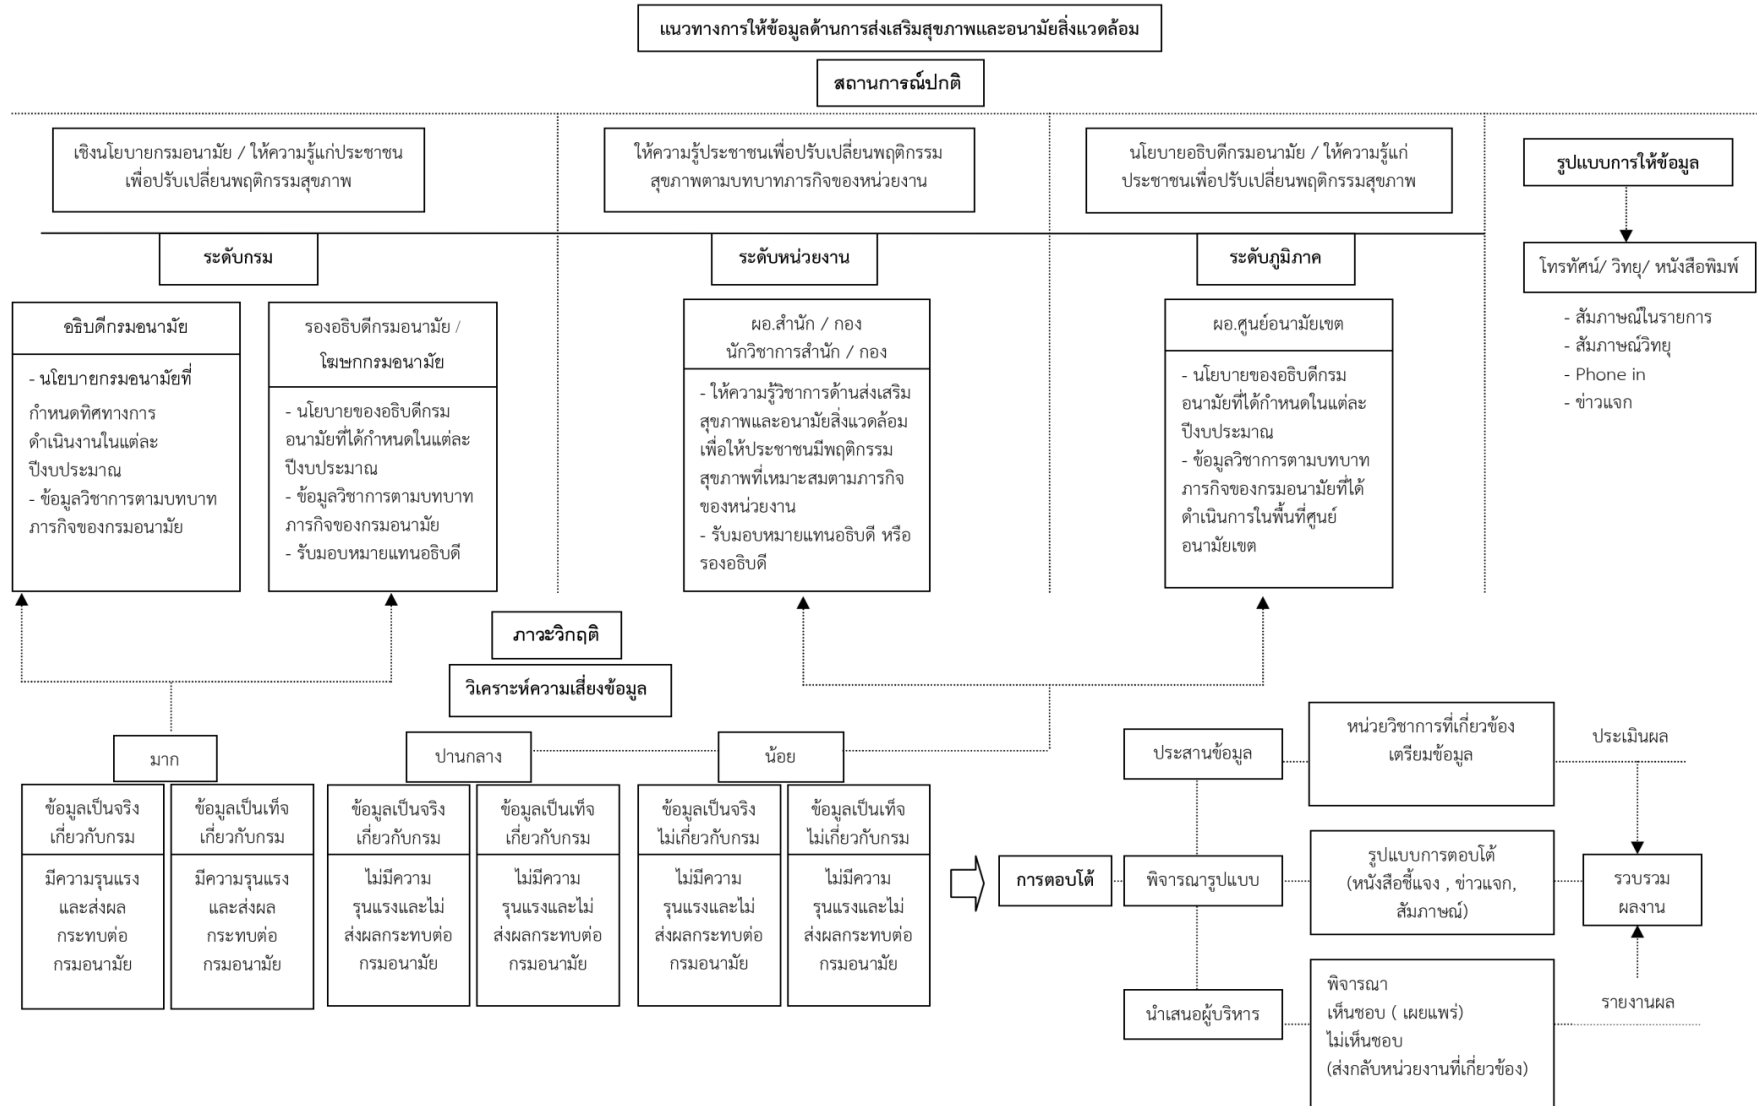 แนวทางการให้ข้อมูลด้านการส่งเสริมสุขภาพและอนามัยสิ่งแวดล้อม
สถานการณ์ปกติ
เชิงนโยบายกรมอนามัย / ให้ความรู้แก่ประชาชน
เพื่อปรับเปลี่ยนพฤติกรรมสุขภาพ
ให้ความรู้ประชาชนเพื่อปรับเปลี่ยนพฤติกรรม
สุขภาพตามบทบาทภารกิจของหน่วยงาน
นโยบายอธิบดีกรมอนามัย / ให้ความรู้แก่
ประชาชนเพื่อปรับเปลี่ยนพฤติกรรมสุขภาพ
รูปแบบการให้ข้อมูล
ระดับกรม
ระดับหน่วยงาน
ระดับภูมิภาค
โทรทัศน์/ วิทยุ/ หนังสือพิมพ์
- สัมภาษณ์ในรายการ
- สัมภาษณ์วิทยุ
- Phone in
- ข่าวแจก
อธิบดีกรมอนามัย
- นโยบายกรมอนามัยที่
กำหนดทิศทางการ
ดำเนินงานในแต่ละ
ปีงบประมาณ
- ข้อมูลวิชาการตามบทบาท
ภารกิจของกรมอนามัย
รองอธิบดีกรมอนามัย /
โฆษกกรมอนามัย
- นโยบายของอธิบดีกรม
อนามัยที่ได้กำหนดในแต่ละ
ปีงบประมาณ
- ข้อมูลวิชาการตามบทบาท
ภารกิจของกรมอนามัย
- รับมอบหมายแทนอธิบดี
ผอ.สำนัก / กอง
นักวิชาการสำนัก / กอง
- ให้ความรู้วิชาการด้านส่งเสริม
สุขภาพและอนามัยสิ่งแวดล้อม
เพื่อให้ประชาชนมีพฤติกรรม
สุขภาพที่เหมาะสมตามภารกิจ
ของหน่วยงาน
- รับมอบหมายแทนอธิบดี หรือ
รองอธิบดี
ผอ.ศูนย์อนามัยเขต
- นโยบายของอธิบดีกรม
อนามัยที่ได้กำหนดในแต่ละ
ปีงบประมาณ
- ข้อมูลวิชาการตามบทบาท
ภารกิจของกรมอนามัยที่ได้
ดำเนินการในพื้นที่ศูนย์
อนามัยเขต
ภาวะวิกฤติ
วิเคราะห์ความเสี่ยงข้อมูล
มาก
ปานกลาง
น้อย
ข้อมูลเป็นจริง
เกี่ยวกับกรม
มีความรุนแรง
และส่งผล
กระทบต่อ
กรมอนามัย
ข้อมูลเป็นเท็จ
เกี่ยวกับกรม
มีความรุนแรง
และส่งผล
กระทบต่อ
กรมอนามัย
ข้อมูลเป็นจริง
เกี่ยวกับกรม
ไม่มีความ
รุนแรงและไม่
ส่งผลกระทบต่อ
กรมอนามัย
ข้อมูลเป็นเท็จ
เกี่ยวกับกรม
ไม่มีความ
รุนแรงและไม่
ส่งผลกระทบต่อ
กรมอนามัย
ข้อมูลเป็นจริง
ไม่เกี่ยวกับกรม
ไม่มีความ
รุนแรงและไม่
ส่งผลกระทบต่อ
กรมอนามัย
ข้อมูลเป็นเท็จ
ไม่เกี่ยวกับกรม
ไม่มีความ
รุนแรงและไม่
ส่งผลกระทบต่อ
กรมอนามัย
การตอบโต้
ประสานข้อมูล
หน่วยวิชาการที่เกี่ยวข้อง
เตรียมข้อมูล
ประเมินผล
พิจารณารูปแบบ
รูปแบบการตอบโต้
(หนังสือชี้แจง , ข่าวแจก,
สัมภาษณ์)
รวบรวม
ผลงาน
นำเสนอผู้บริหาร
พิจารณา
เห็นชอบ ( เผยแพร่)
ไม่เห็นชอบ
(ส่งกลับหน่วยงานที่เกี่ยวข้อง)
รายงานผล